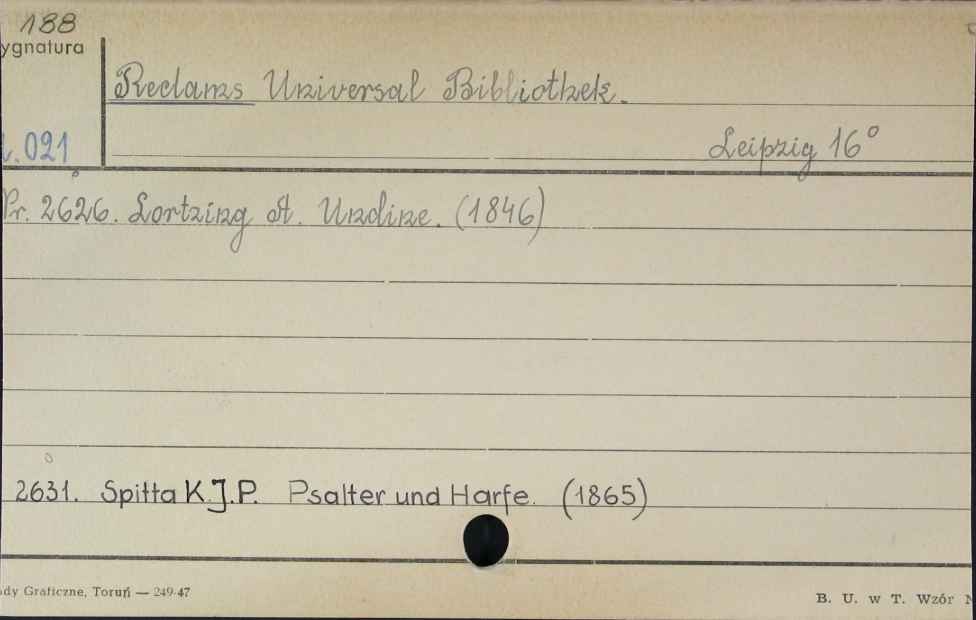 188
ygnatura
Reclams Universal Bibliothek.
.021
Leipzig 16°
Nr. 2626. Lortzing A. Undine. (1846)
2631. Spitta K.J.P. Psalter und Harfe. (1865)
dy Graficzne, Toruń — 249-47
B. U. w T. Wzór N